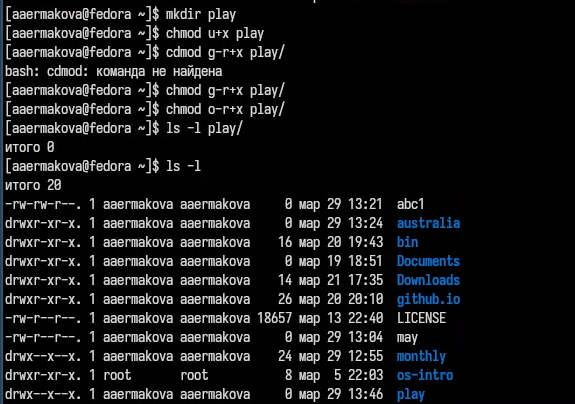 [aaermakova@fedora ~]$ mkdir play
[aaermakova@fedora ~]$ chmod u+x play
[aaermakova@fedora ~]$ cdmod g-r+x play/
bash: cdmod: команда не найдена
[aaermakova@fedora ~]$ chmod g-r+x play/
[aaermakova@fedora ~]$ chmod o-r+x play/
[aaermakova@fedora ~]$ ls -l play/
итого 0
[aaermakova@fedora ~]$ ls -l
итого 20
-rw-rw-r--. 1 aaermakova aaermakova     0 мар 29 13:21 abc1
drwxr-xr-x. 1 aaermakova aaermakova     0 мар 29 13:24 australia
drwxr-xr-x. 1 aaermakova aaermakova    16 мар 20 19:43 bin
drwxr-xr-x. 1 aaermakova aaermakova     0 мар 19 18:51 Documents
drwxr-xr-x. 1 aaermakova aaermakova    14 мар 21 17:35 Downloads
drwxr-xr-x. 1 aaermakova aaermakova    26 мар 20 20:10 github.io
-rw-r--r--. 1 aaermakova aaermakova 18657 мар 13 22:40 LICENSE
-rw-r--r--. 1 aaermakova aaermakova     0 мар 29 13:04 may
drwx--x--x. 1 aaermakova aaermakova    24 мар 29 12:55 monthly
drwxr-xr-x. 1 root       root           8 мар  5 22:03 os-intro
drwx--x--x. 1 aaermakova aaermakova     0 мар 29 13:46 play